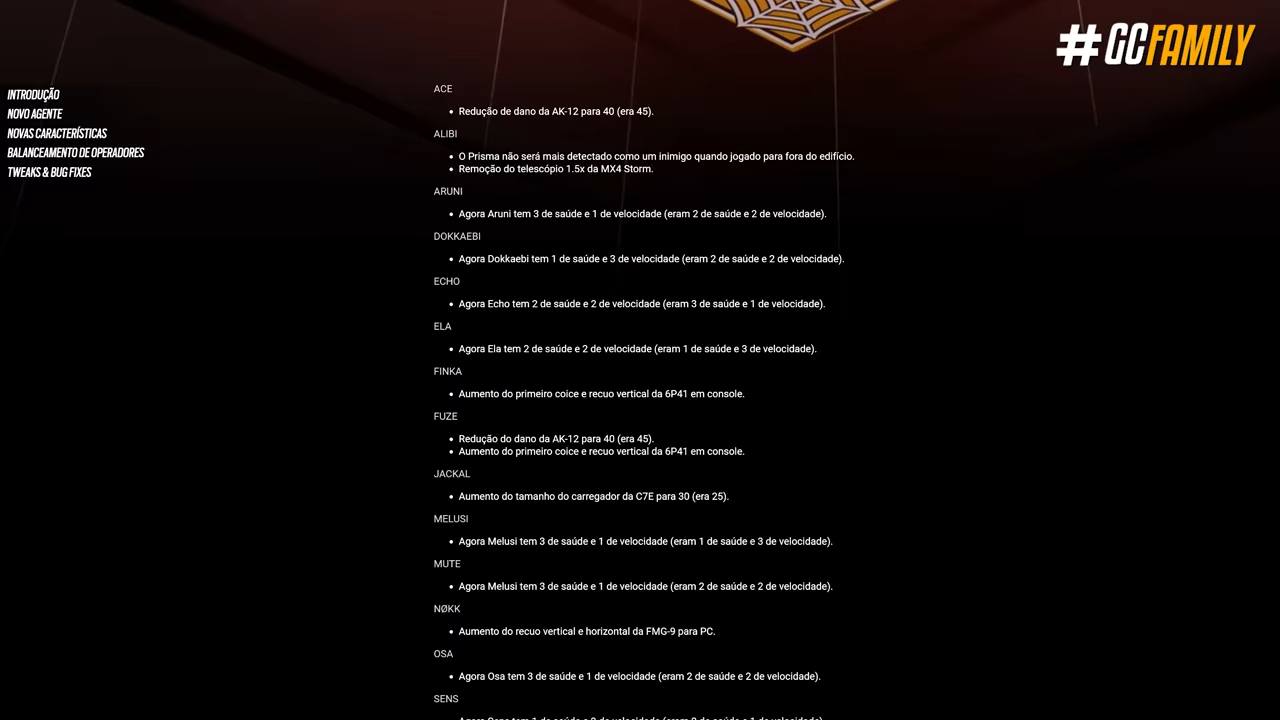 #GCFAMILY
INTRODUÇÃO
NOVO AGENTE
NOVAS CARACTERÍSTICAS
BALANCEAMENTO DE OPERADORES
TWEAKS & BUG FIXES
ACE
• Redução de dano da AK-12 para 40 (era 45).
ALIBI
• O Prisma não será mais detectado como um inimigo quando jogado para fora do edifício.
• Remoção do telescópio 1.5x da MX4 Storm.
ARUNI
• Agora Aruni tem 3 de saúde e 1 de velocidade (eram 2 de saúde e 2 de velocidade).
DOKKAEBI
• Agora Dokkaebi tem 1 de saúde e 3 de velocidade (eram 2 de saúde e 2 de velocidade).
ECHO
• Agora Echo tem 2 de saúde e 2 de velocidade (eram 3 de saúde e 1 de velocidade).
ELA
• Agora Ela tem 2 de saúde e 2 de velocidade (eram 1 de saúde e 3 de velocidade).
FINKA
• Aumento do primeiro coice e recuo vertical da 6P41 em console.
FUZE
• Redução do dano da AK-12 para 40 (era 45).
• Aumento do primeiro coice e recuo vertical da 6P41 em console.
JACKAL
• Aumento do tamanho do carregador da C7E para 30 (era 25).
MELUSI
• Agora Melusi tem 3 de saúde e 1 de velocidade (eram 1 de saúde e 3 de velocidade).
MUTE
• Agora Melusi tem 3 de saúde e 1 de velocidade (eram 2 de saúde e 2 de velocidade).
NØKK
• Aumento do recuo vertical e horizontal da FMG-9 para PC.
OSA
• Agora Osa tem 3 de saúde e 1 de velocidade (eram 2 de saúde e 2 de velocidade).
SENS